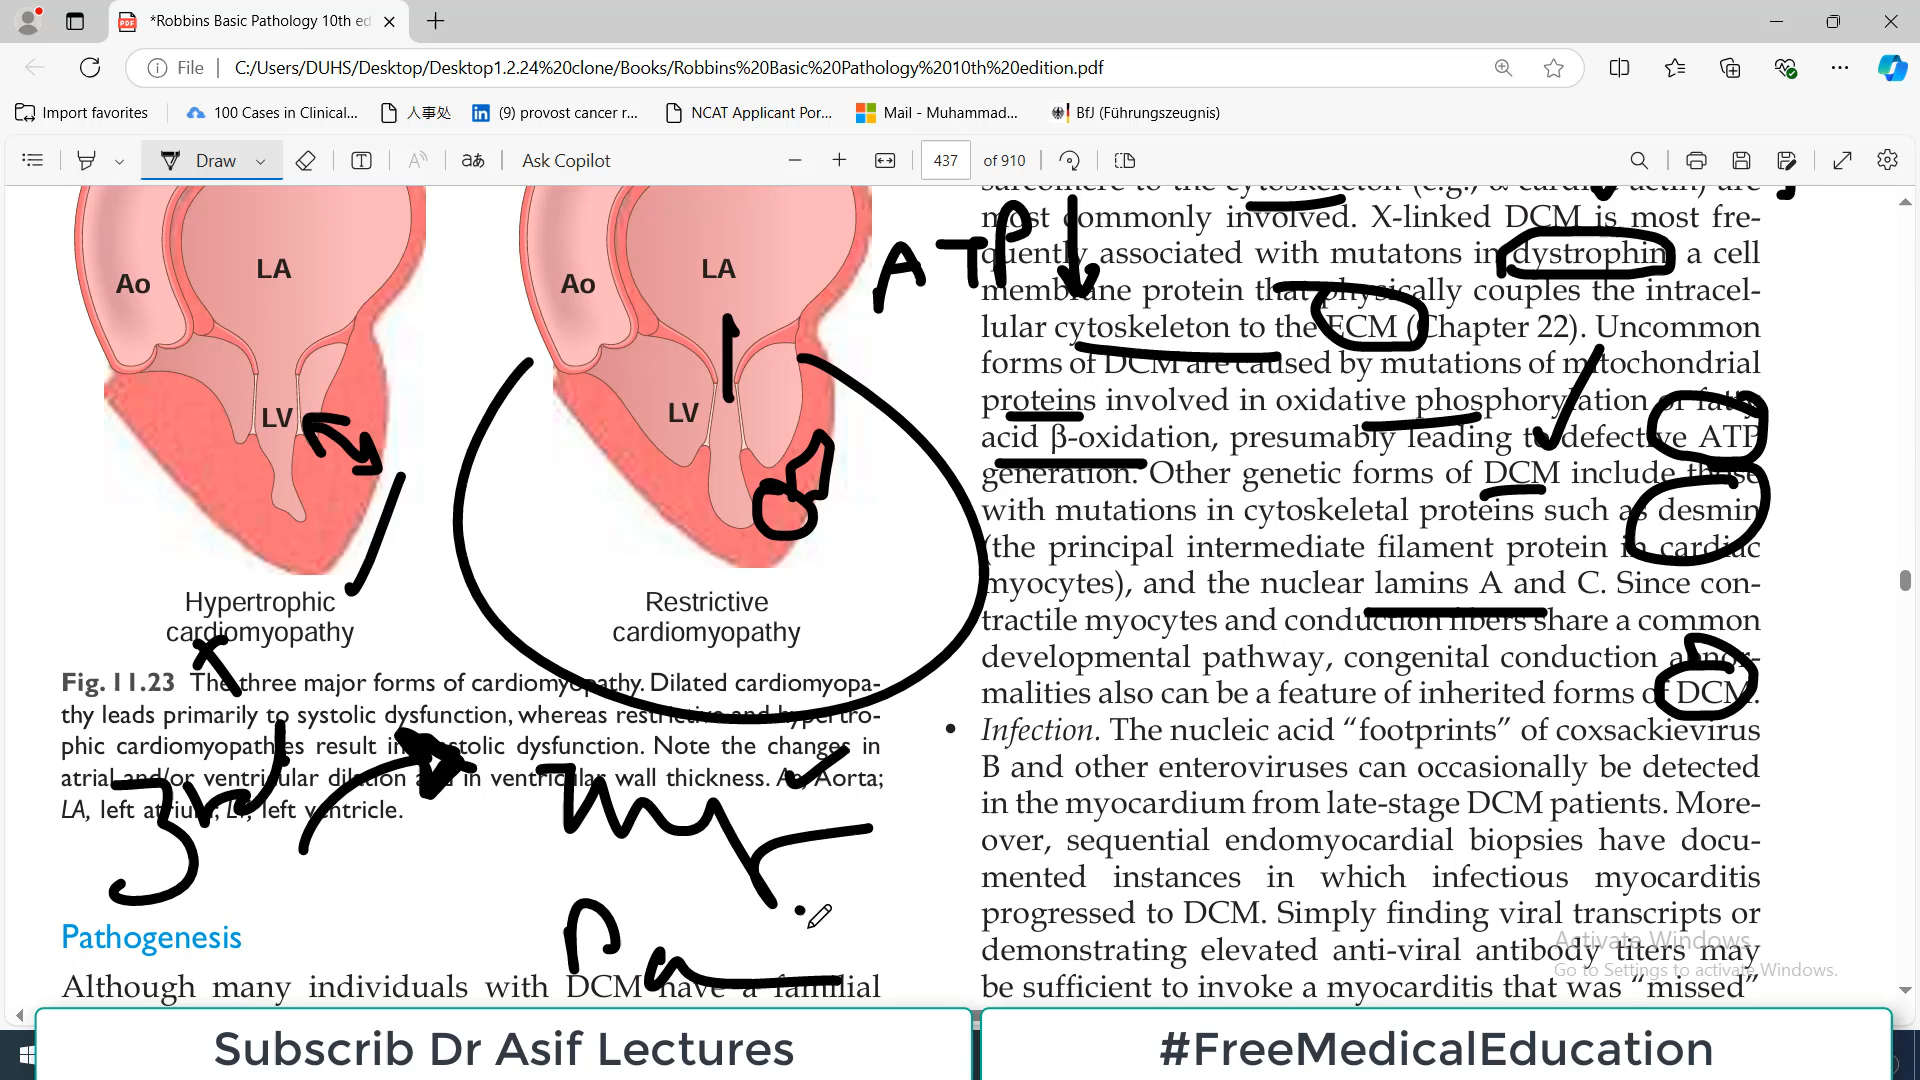 *Robbins Basic Pathology 10th ed
File
C:/Users/DUHS/Desktop/Desktop1.2.24%20clone/Books/Robbins%20Basic%20Pathology%2010th%20edition.pdf
Import favorites
100 Cases in Clinical...
人事处
(9) provost cancer r...
NCAT Applicant Por...
Mail - Muhammad...
BfJ (Führungszeugnis)
Draw
Ask Copilot
437 of 910
Ao
LA
LV
Hypertrophic
cardiomyopathy
Ao
LA
LV
Restrictive
cardiomyopathy
Fig. 11.23 The three major forms of cardiomyopathy. Dilated cardiomyopa-
thy leads primarily to systolic dysfunction, whereas restrictive and hypertro-
phic cardiomyopathies result in diastolic dysfunction. Note the changes in
atrial and/or ventricular dilation and in ventricular wall thickness. Ao, Aorta;
LA, left atrium; LV, left ventricle.
3rd
Pathogenesis
Although many individuals with DCM have a familial
ATP
sarcomere to the cytoskeleton (e.g., α cardiac actin) are
most commonly involved. X-linked DCM is most fre-
quently associated with mutatons in dystrophin, a cell
membrane protein that physically couples the intracel-
lular cytoskeleton to the ECM (Chapter 22). Uncommon
forms of DCM are caused by mutations of mitochondrial
proteins involved in oxidative phosphorylation or fatty
acid β-oxidation, presumably leading to defective ATP
generation. Other genetic forms of DCM include those
with mutations in cytoskeletal proteins such as desmin
(the principal intermediate filament protein in cardiac
myocytes), and the nuclear lamins A and C. Since con-
tractile myocytes and conduction fibers share a common
developmental pathway, congenital conduction abnor-
malities also can be a feature of inherited forms of DCM.
• Infection. The nucleic acid “footprints” of coxsackievirus
B and other enteroviruses can occasionally be detected
in the myocardium from late-stage DCM patients. More-
over, sequential endomyocardial biopsies have docu-
mented instances in which infectious myocarditis
progressed to DCM. Simply finding viral transcripts or
demonstrating elevated anti-viral antibody titers may
be sufficient to invoke a myocarditis that was “missed”
Activate Windows
Go to Settings to activate Windows.
Subscrib Dr Asif Lectures
#FreeMedicalEducation